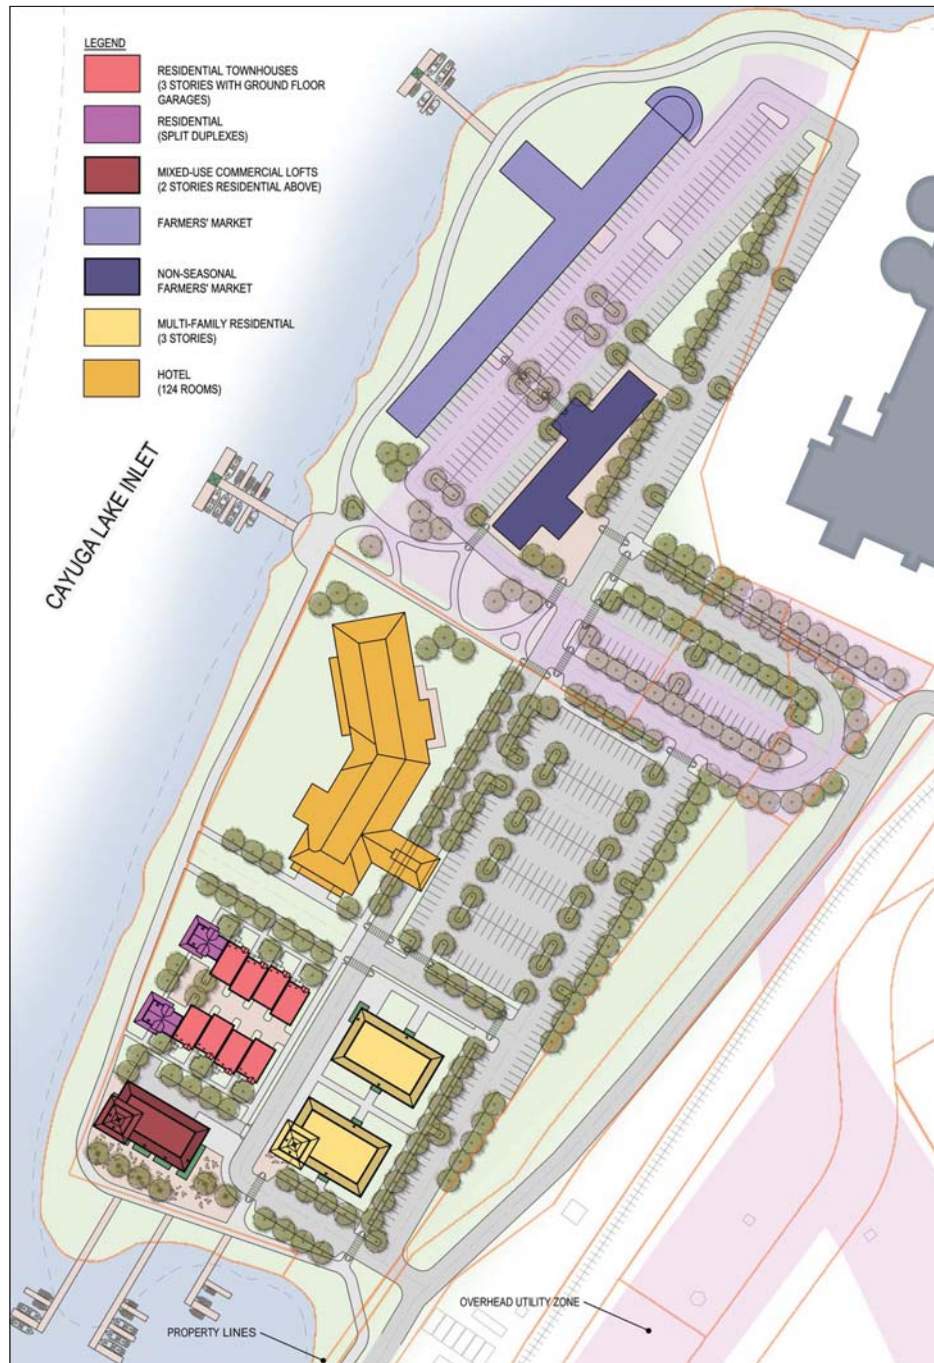 LEGEND
RESIDENTIAL TOWNHOUSES
(3 STORIES WITH GROUND FLOOR
GARAGES)
RESIDENTIAL
(SPLIT DUPLEXES)
MIXED-USE COMMERCIAL LOFTS
(2 STORIES RESIDENTIAL ABOVE)
FARMERS' MARKET
NON-SEASONAL
FARMERS' MARKET
MULTI-FAMILY RESIDENTIAL
(3 STORIES)
HOTEL
(124 ROOMS)
CAYUGA LAKE INLET
OVERHEAD UTILITY ZONE
PROPERTY LINES